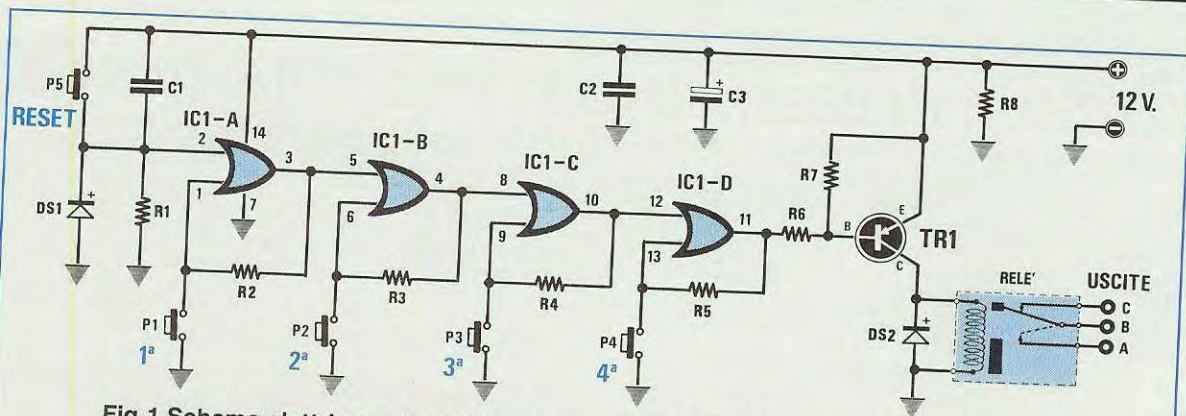 P5
RESET
C1
2
14
IC1-A
3
1
7
DS1
+
R1
R2
P1
1ª
5
IC1-B
4
6
R3
P2
2ª
8
IC1-C
10
9
R4
P3
3ª
12
IC1-D
11
13
R5
P4
4ª
C2
+
C3
R6
R7
B
E
C
TR1
R8
+
12 V.
-
DS2
+
RELE'
USCITE
C
B
A